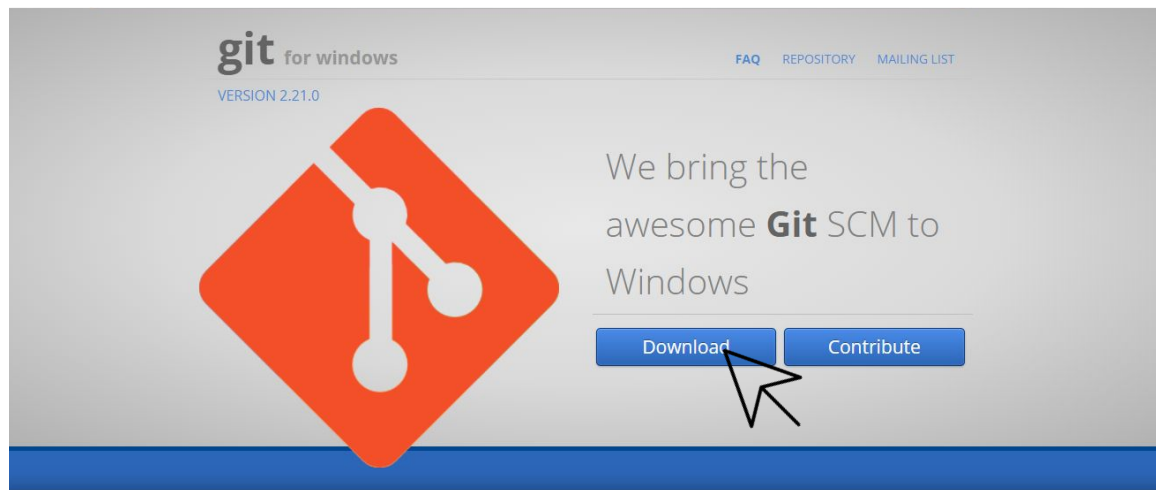 git for windows
FAQ REPOSITORY MAILING LIST
VERSION 2.21.0
We bring the
awesome Git SCM to
Windows
Download Contribute